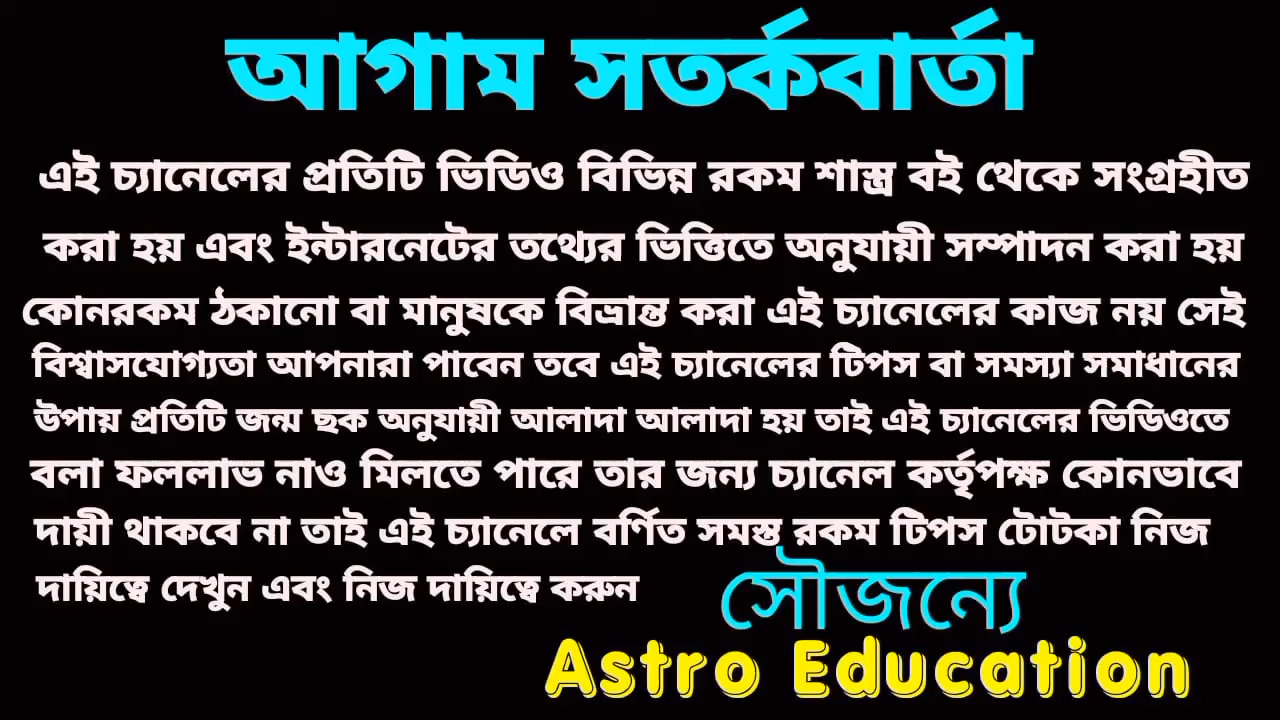 আগাম সতর্কবার্তা
এই চ্যানেলের প্রতিটি ভিডিও বিভিন্ন রকম শাস্ত্র বই থেকে সংগ্রহীত
করা হয় এবং ইন্টারনেটের তথ্যের ভিত্তিতে অনুযায়ী সম্পাদন করা হয়
কোনরকম ঠকানো বা মানুষকে বিভ্রান্ত করা এই চ্যানেলের কাজ নয় সেই
বিশ্বাসযোগ্যতা আপনারা পাবেন তবে এই চ্যানেলের টিপস বা সমস্যা সমাধানের
উপায় প্রতিটি জন্ম ছক অনুযায়ী আলাদা আলাদা হয় তাই এই চ্যানেলের ভিডিওতে
বলা ফললাভ নাও মিলতে পারে তার জন্য চ্যানেল কর্তৃপক্ষ কোনভাবে
দায়ী থাকবে না তাই এই চ্যানেলে বর্ণিত সমস্ত রকম টিপস টোটকা নিজ
দায়িত্বে দেখুন এবং নিজ দায়িত্বে করুন
সৌজন্যে
Astro Education